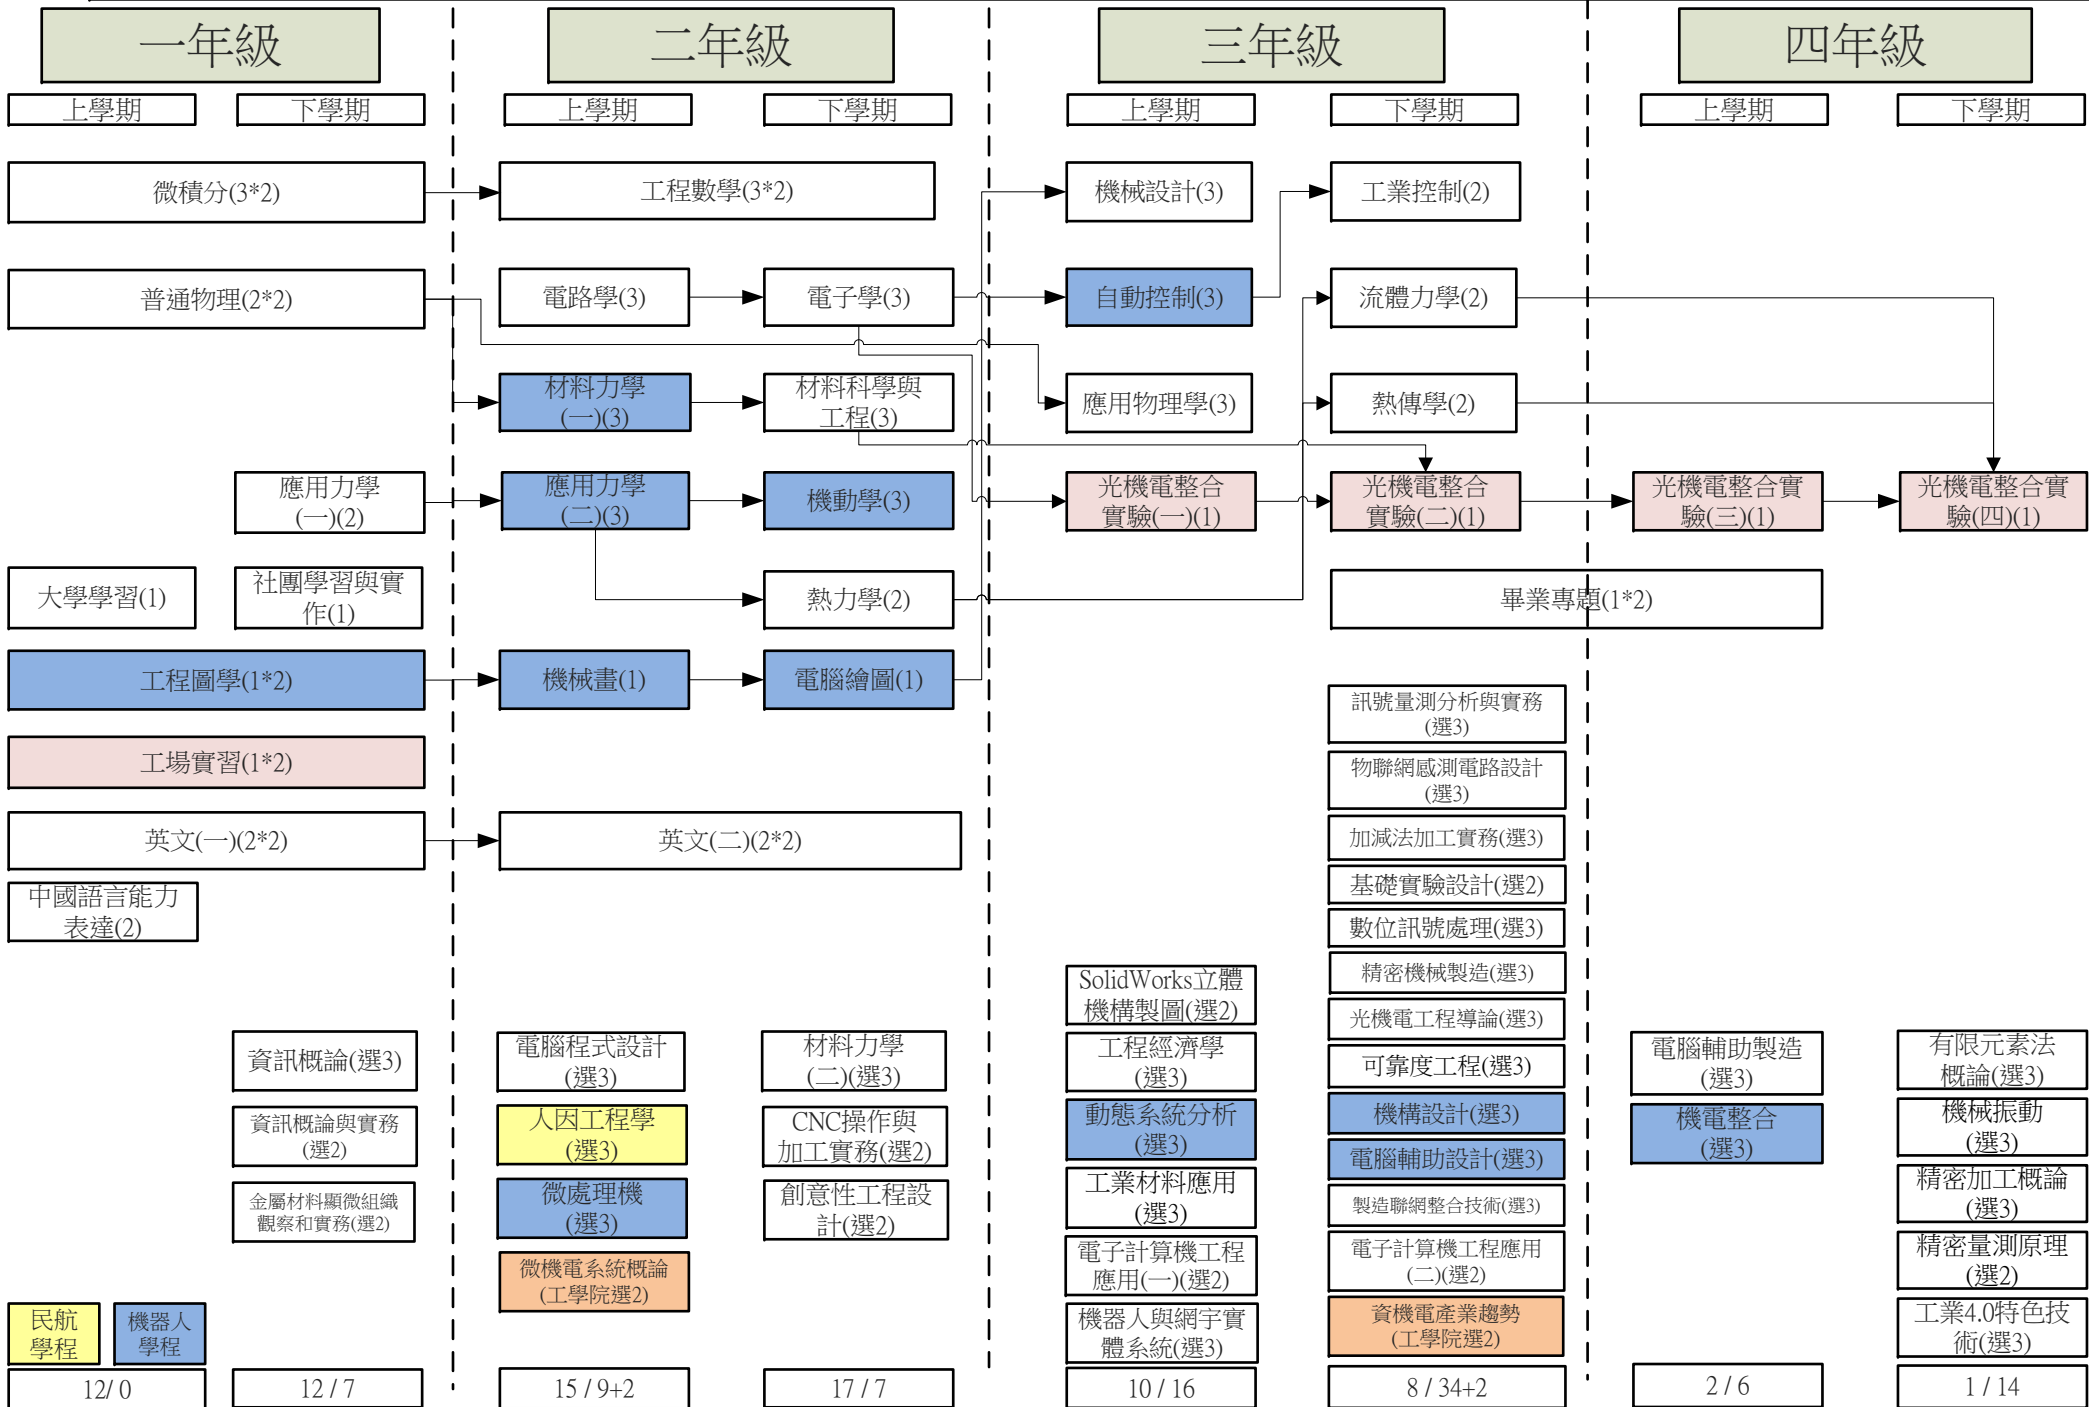 一年級
二年級
三年級
四年級
上學期
下學期
上學期
下學期
上學期
下學期
上學期
下學期
微積分(3*2)
工程數學(3*2)
機械設計(3)
工業控制(2)
普通物理(2*2)
電路學(3)
電子學(3)
自動控制(3)
流體力學(2)
材料力學
(一)(3)
材料科學與
工程(3)
應用物理學(3)
熱傳學(2)
應用力學
(一)(2)
應用力學
(二)(3)
機動學(3)
光機電整合
實驗(一)(1)
光機電整合
實驗(二)(1)
光機電整合實
驗(三)(1)
光機電整合實
驗(四)(1)
大學學習(1)
社團學習與實
作(1)
熱力學(2)
畢業專題(1*2)
工程圖學(1*2)
機械畫(1)
電腦繪圖(1)
工場實習(1*2)
英文(一)(2*2)
英文(二)(2*2)
中國語言能力
表達(2)
資訊概論(選3)
資訊概論與實務
(選2)
金屬材料顯微組織
觀察和實務(選2)
電腦程式設計
(選3)
人因工程學
(選3)
微處理機
(選3)
微機電系統概論
(工學院選2)
材料力學
(二)(選3)
CNC操作與
加工實務(選2)
創意性工程設
計(選2)
SolidWorks立體
機構製圖(選2)
工程經濟學
(選3)
動態系統分析
(選3)
工業材料應用
(選3)
電子計算機工程
應用(一)(選2)
機器人與網宇實
體系統(選3)
訊號量測分析與實務
(選3)
物聯網感測電路設計
(選3)
加減法加工實務(選3)
基礎實驗設計(選2)
數位訊號處理(選3)
精密機械製造(選3)
光機電工程導論(選3)
可靠度工程(選3)
機構設計(選3)
電腦輔助設計(選3)
製造聯網整合技術(選3)
電子計算機工程應用
(二)(選2)
資機電產業趨勢
(工學院選2)
電腦輔助製造
(選3)
機電整合
(選3)
有限元素法
概論(選3)
機械振動
(選3)
精密加工概論
(選3)
精密量測原理
(選2)
工業4.0特色技
術(選3)
民航
學程
機器人
學程
12/ 0
12 / 7
15 / 9+2
17 / 7
10 / 16
8 / 34+2
2 / 6
1 / 14